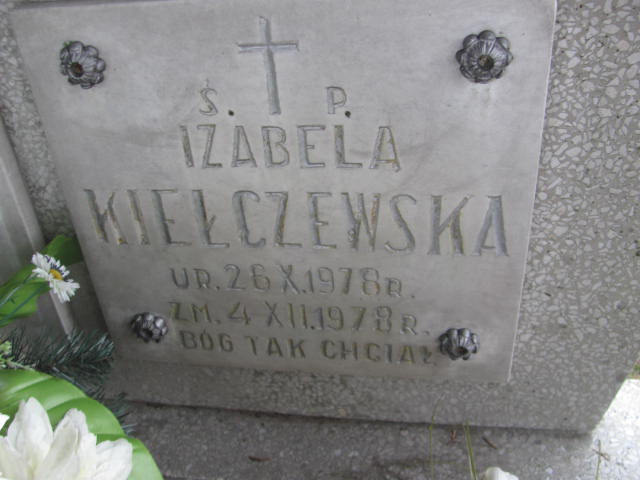 Ś. P.
IZABELA
KIEŁCZEWSKA
UR. 26 X. 1978 R.
ZM. 4 XII. 1978 R.
BÓG TAK CHCIAŁ